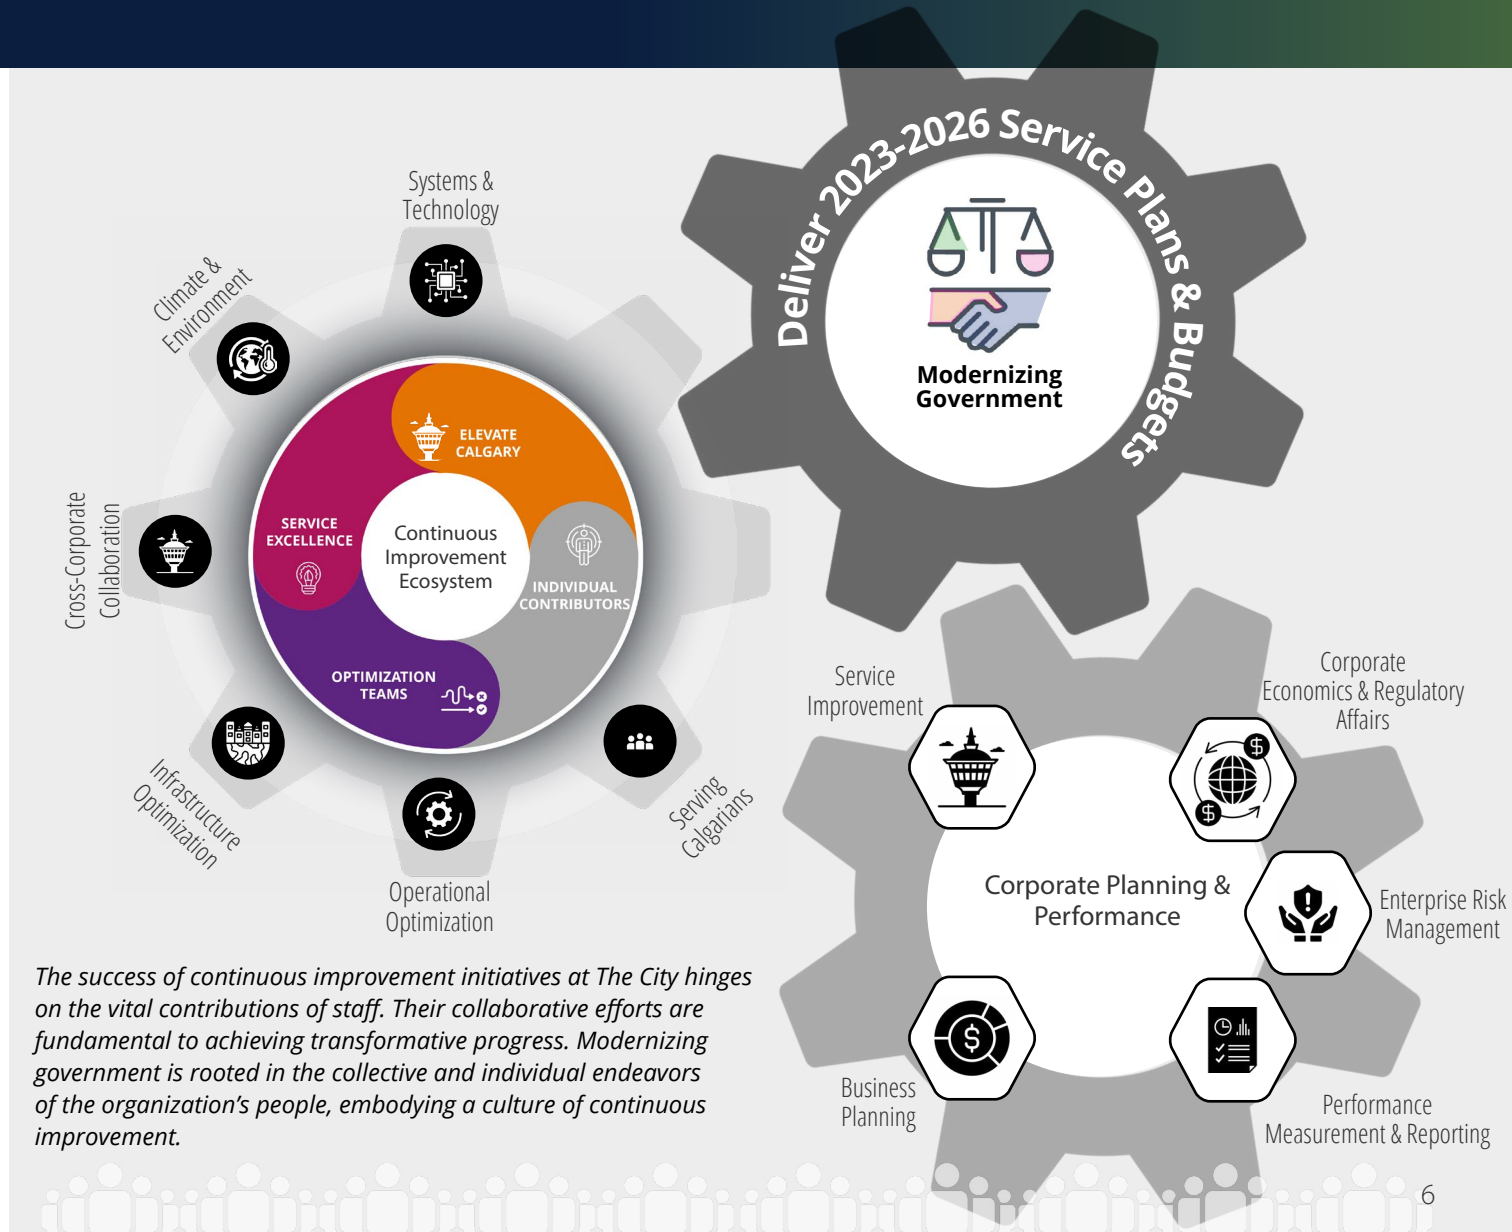 Deliver 2023-2026 Service Plans & Budgets
Modernizing
Government
Systems &
Technology
Climate &
Environment
Cross-Corporate
Collaboration
Infrastructure
Optimization
Operational
Optimization
Serving
Calgarians
ELEVATE
CALGARY
SERVICE
EXCELLENCE
Continuous
Improvement
Ecosystem
INDIVIDUAL
CONTRIBUTORS
OPTIMIZATION
TEAMS
Service
Improvement
Corporate
Economics & Regulatory
Affairs
$
$
Corporate Planning &
Performance
Enterprise Risk
Management
$
Business
Planning
Performance
Measurement & Reporting
The success of continuous improvement initiatives at The City hinges
on the vital contributions of staff. Their collaborative efforts are
fundamental to achieving transformative progress. Modernizing
government is rooted in the collective and individual endeavors
of the organization’s people, embodying a culture of continuous
improvement.
6